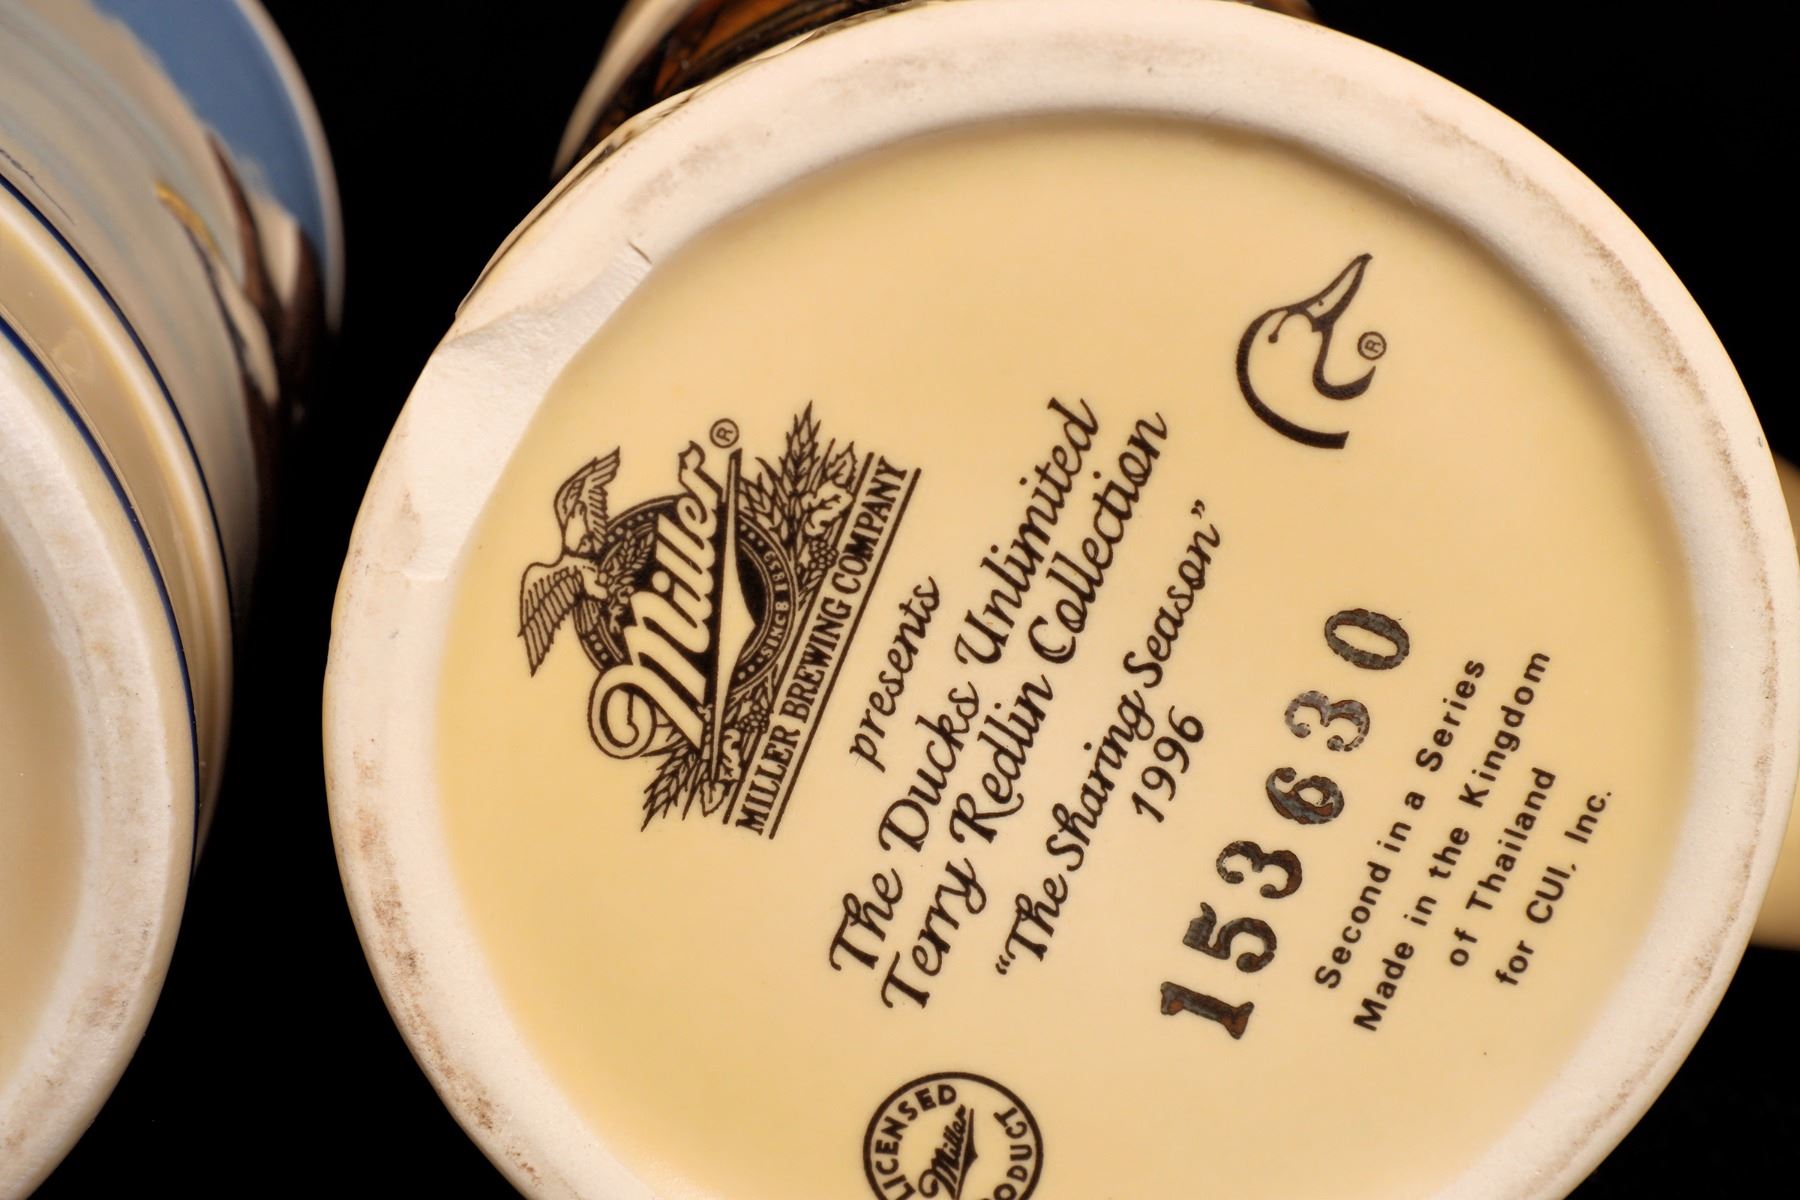 Miller®
SINCE 1855
MILLER BREWING COMPANY
presents
The Ducks Unlimited
Terry Redlin Collection
"The Sharing Season"
1996
®
153630
Second in a Series
Made in the Kingdom
of Thailand
for CUI, Inc.
LICENSED
Miller
PRODUCT